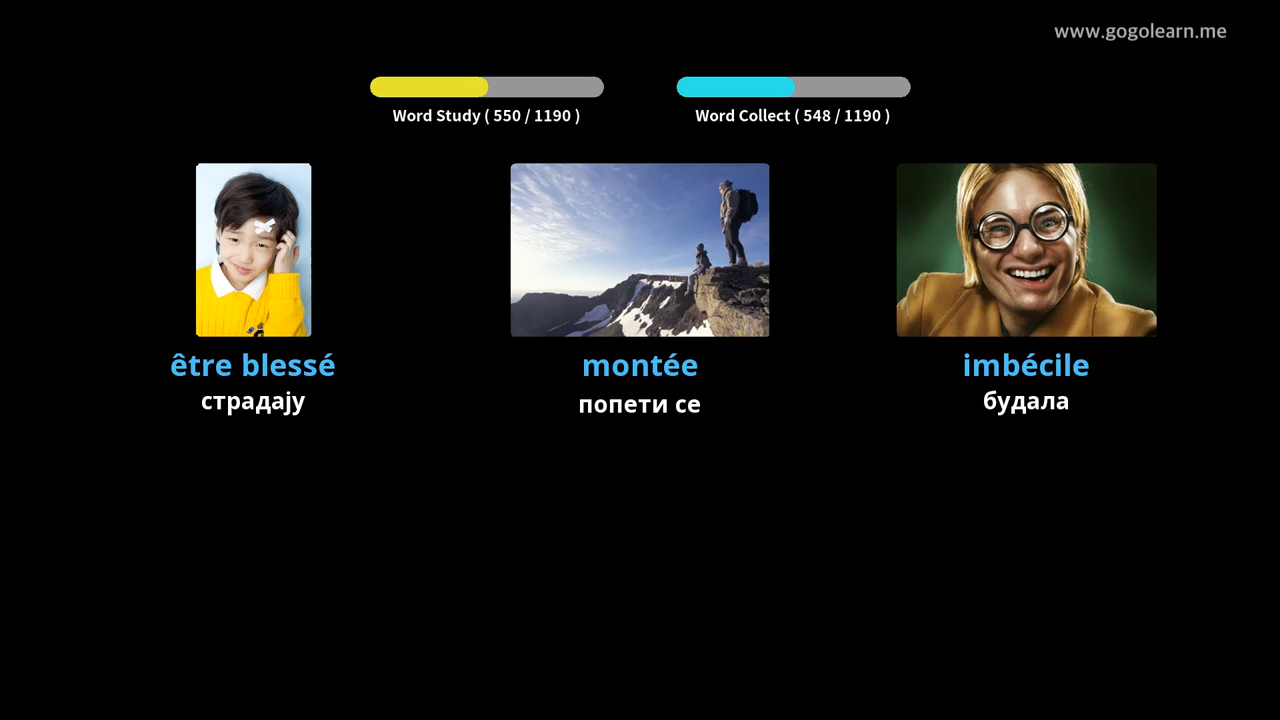 www.gogolearn.me
Word Study ( 550 / 1190 )
Word Collect ( 548 / 1190 )
être blessé
страдају
montée
попети се
imbécile
будала